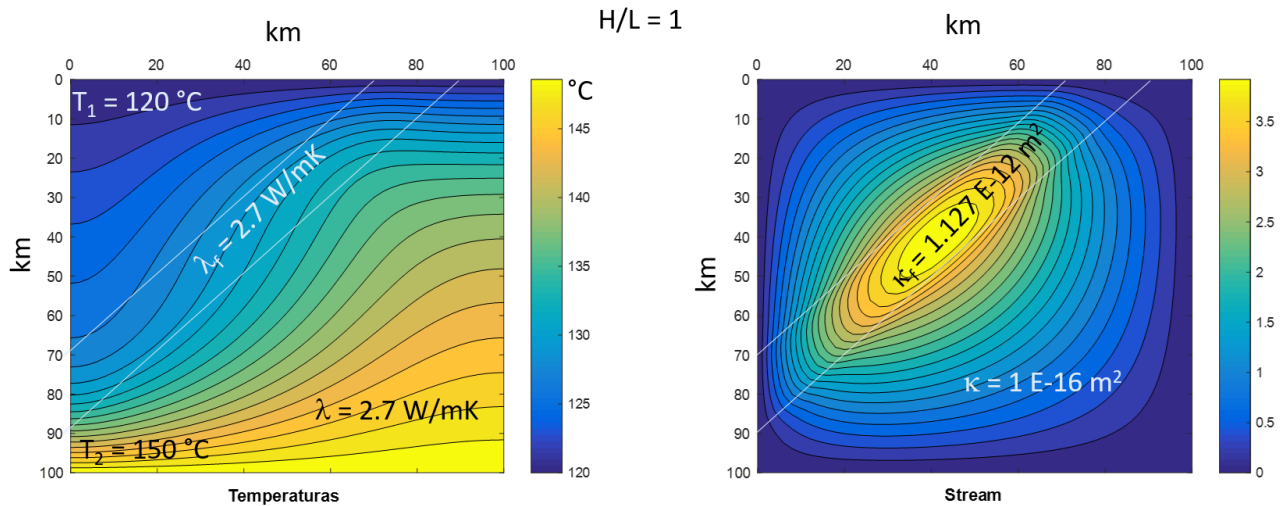 H/L = 1
km
0 20 40 60 80 100
0
10
20
30
40
50
60
70
80
90
100
km
T1 = 120 °C
λf = 2.7 W/mK
λ = 2.7 W/mK
T2 = 150 °C
Temperaturas
°C
145
140
135
130
125
120
km
0 20 40 60 80 100
0
10
20
30
40
50
60
70
80
90
100
km
κf = 1.127 E-12 m²
κ = 1 E-16 m²
Stream
3.5
3
2.5
2
1.5
1
0.5
0